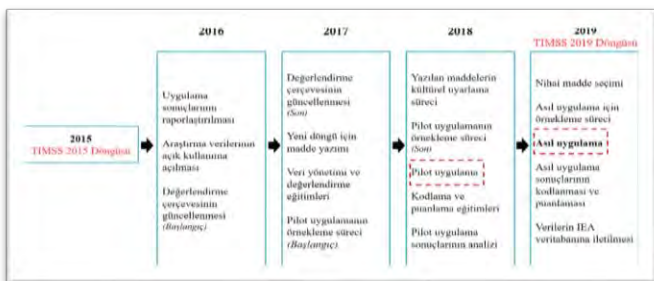 2015
TIMSS 2015 Döngüsü
2016
Uygulama
sonuçlarının
raporlaştırılması
Araştırma verilerinin
açık kullanıma
açılması
Değerlendirme
çerçevesinin
güncellenmesi
(Başlangıç)
2017
Değerlendirme
çerçevesinin
güncellenmesi
(Son)
Yeni döngü için
madde yazımı
Veri yönetimi ve
değerlendirme
eğitimleri
Pilot uygulamanın
örnekleme süreci
(Başlangıç)
2018
Yazılan maddelerin
kültürel uyarlama
süreci
Pilot uygulamanın
örnekleme süreci
(Son)
Pilot uygulama
Kodlama ve
puanlama eğitimleri
Pilot uygulama
sonuçlarının analizi
2019
TIMSS 2019 Döngüsü
Nihai madde seçimi
Asıl uygulama için
örnekleme süreci
Asıl uygulama
Asıl uygulama
sonuçlarının
kodlanması ve
puanlaması
Verilerin IEA
veritabanına iletilmesi